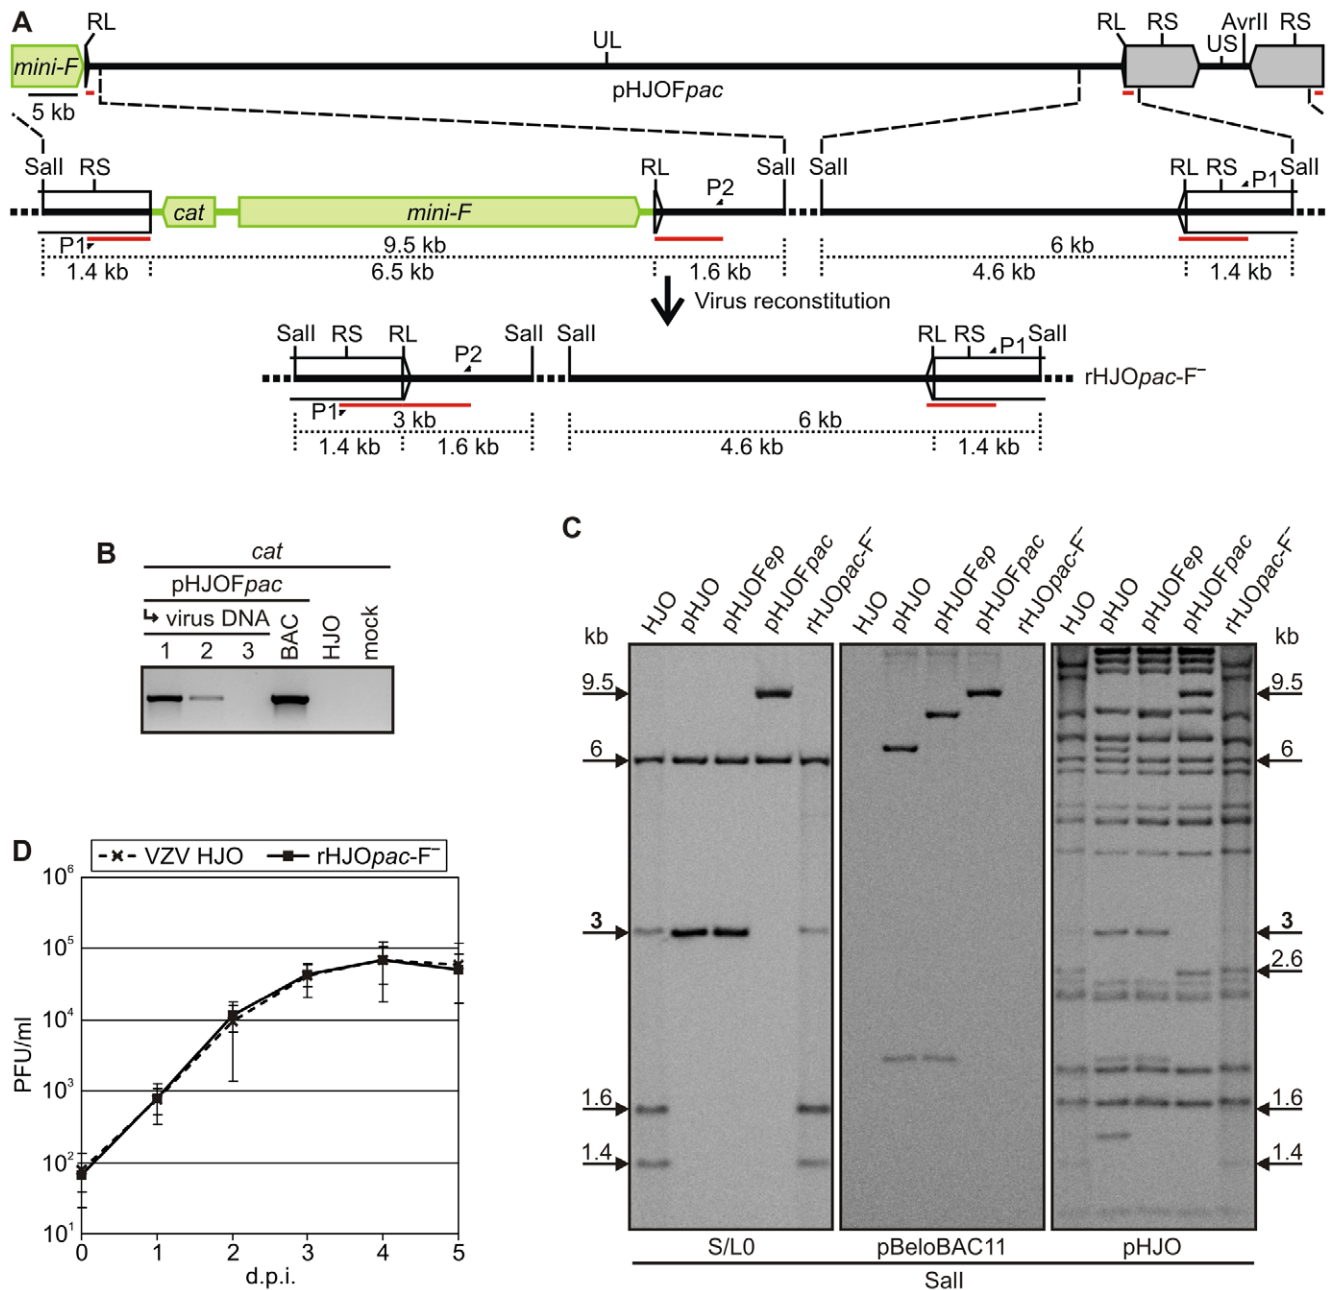 A
RL UL RL RS AvrII RS
US
mini-F
pHJOFpac
5 kb
SalI RS RL SalI SalI RL RS SalI
P2 P1
cat mini-F
P1 9.5 kb 6 kb
1.4 kb 6.5 kb 1.6 kb 4.6 kb 1.4 kb
Virus reconstitution
SalI RS RL SalI SalI RL RS SalI
P2 P1
rHJOpac-F⁻
P1 3 kb 6 kb
1.4 kb 1.6 kb 4.6 kb 1.4 kb
B
cat
pHJOFpac
virus DNA
1 2 3 BAC HJO mock
C
HJO pHJO pHJOFep pHJOFpac rHJOpac-F⁻ HJO pHJO pHJOFep pHJOFpac rHJOpac-F⁻ HJO pHJO pHJOFep pHJOFpac rHJOpac-F⁻
kb kb
9.5 9.5
6 6
3 3
2.6
1.6 1.6
1.4 1.4
S/L0 pBeloBAC11 pHJO
SalI
D
VZV HJO rHJOpac-F⁻
10⁶
10⁵
10⁴
10³
10²
10¹
PFU/ml
0 1 2 3 4 5
d.p.i.